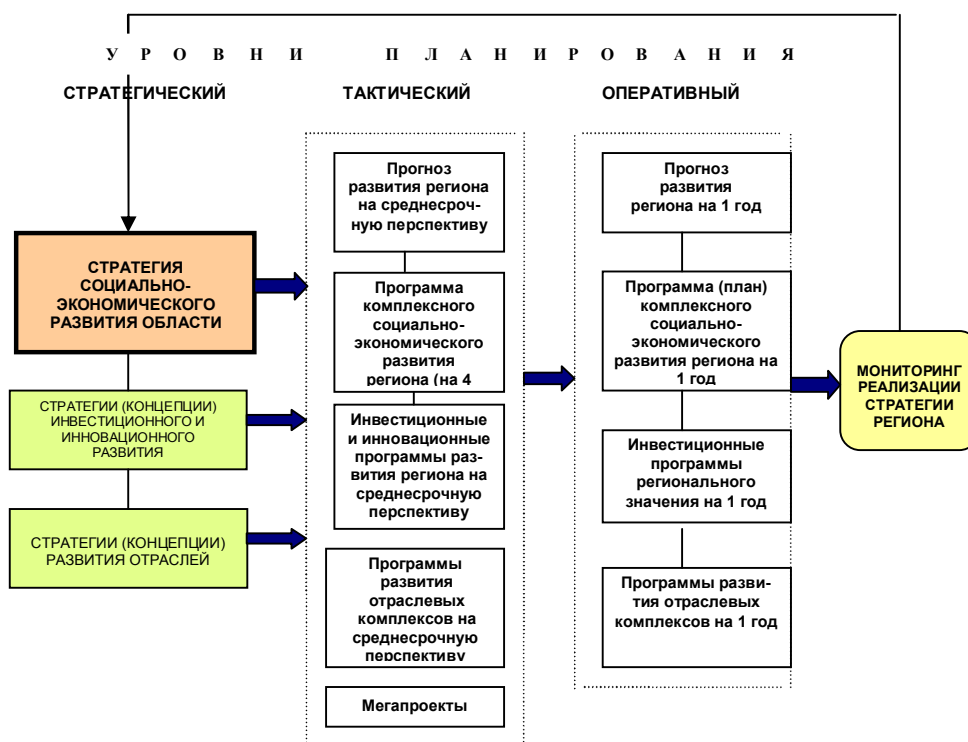 У Р О В Н И П Л А Н И Р О В А Н И Я
СТРАТЕГИЧЕСКИЙ
ТАКТИЧЕСКИЙ
ОПЕРАТИВНЫЙ
СТРАТЕГИЯ
СОЦИАЛЬНО-
ЭКОНОМИЧЕСКОГО
РАЗВИТИЯ ОБЛАСТИ
СТРАТЕГИИ (КОНЦЕПЦИИ)
ИНВЕСТИЦИОННОГО И
ИННОВАЦИОННОГО
РАЗВИТИЯ
СТРАТЕГИИ (КОНЦЕПЦИИ)
РАЗВИТИЯ ОТРАСЛЕЙ
Прогноз
развития региона
на среднесроч-
ную перспективу
Программа
комплексного
социально-
экономического
развития
региона (на 4
Инвестиционные
и инновационные
программы раз-
вития региона на
среднесрочную
перспективу
Программы
развития
отраслевых
комплексов на
среднесрочную
перспективу
Мегапроекты
Прогноз
развития
региона на 1 год
Программа (план)
комплексного
социально-
экономического
развития региона на
1 год
Инвестиционные
программы
регионального
значения на 1 год
Программы разви-
тия отраслевых
комплексов на 1 год
МОНИТОРИНГ
РЕАЛИЗАЦИИ
СТРАТЕГИИ
РЕГИОНА